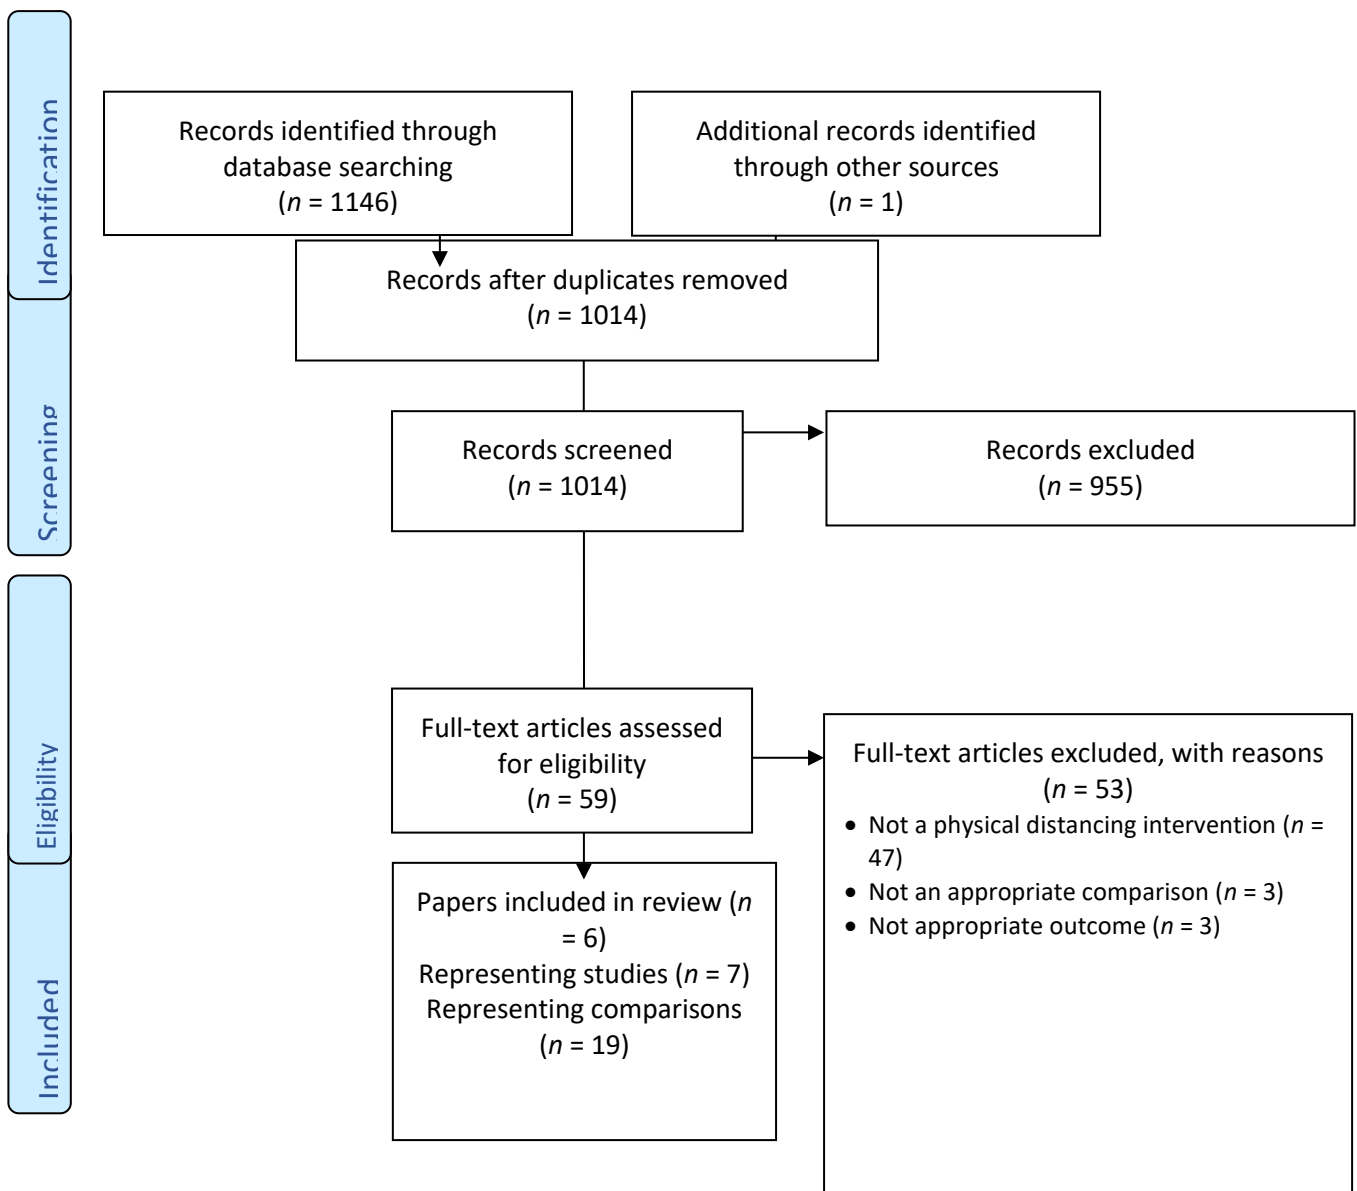 Identification
Records identified through
database searching
(n = 1146)
Additional records identified
through other sources
(n = 1)
Records after duplicates removed
(n = 1014)
Screening
Records screened
(n = 1014)
Records excluded
(n = 955)
Eligibility
Full-text articles assessed
for eligibility
(n = 59)
Full-text articles excluded, with reasons
(n = 53)
• Not a physical distancing intervention (n =
47)
• Not an appropriate comparison (n = 3)
• Not appropriate outcome (n = 3)
Included
Papers included in review (n
= 6)
Representing studies (n = 7)
Representing comparisons
(n = 19)